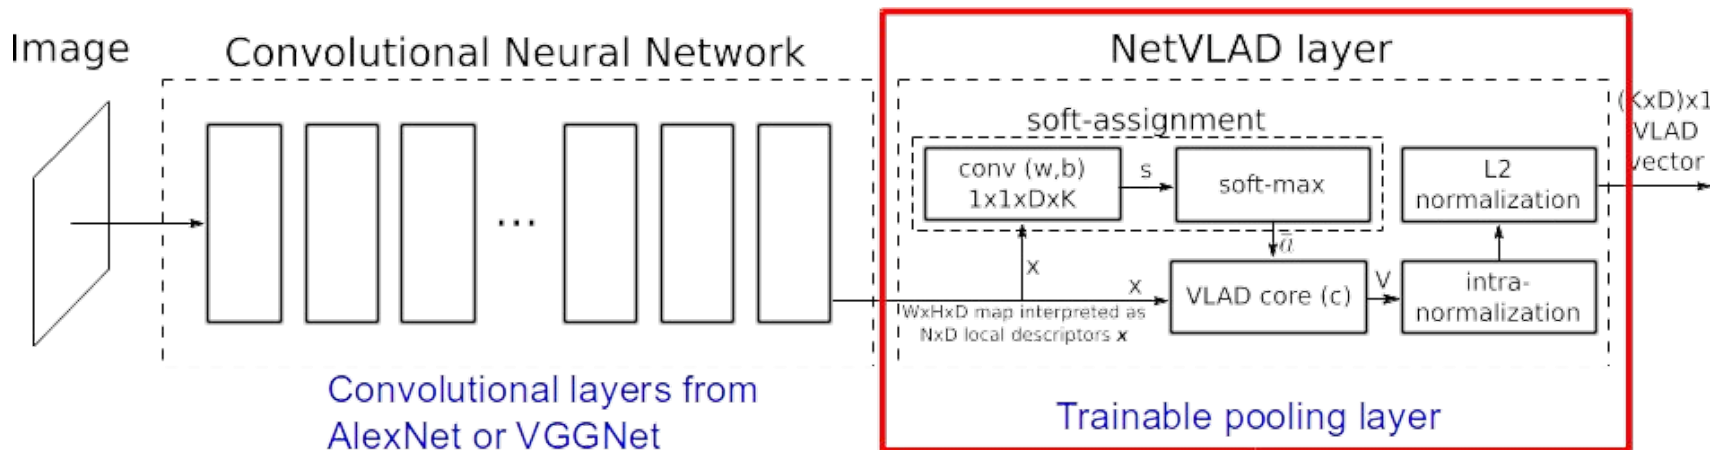 Image
Convolutional Neural Network
...
Convolutional layers from
AlexNet or VGGNet
NetVLAD layer
soft-assignment
conv (w,b)
1x1xDxK
s
soft-max
ā
x
x
WxHxD map interpreted as
NxD local descriptors x
VLAD core (c)
V
intra-
normalization
L2
normalization
(KxD)x1
VLAD
vector
Trainable pooling layer